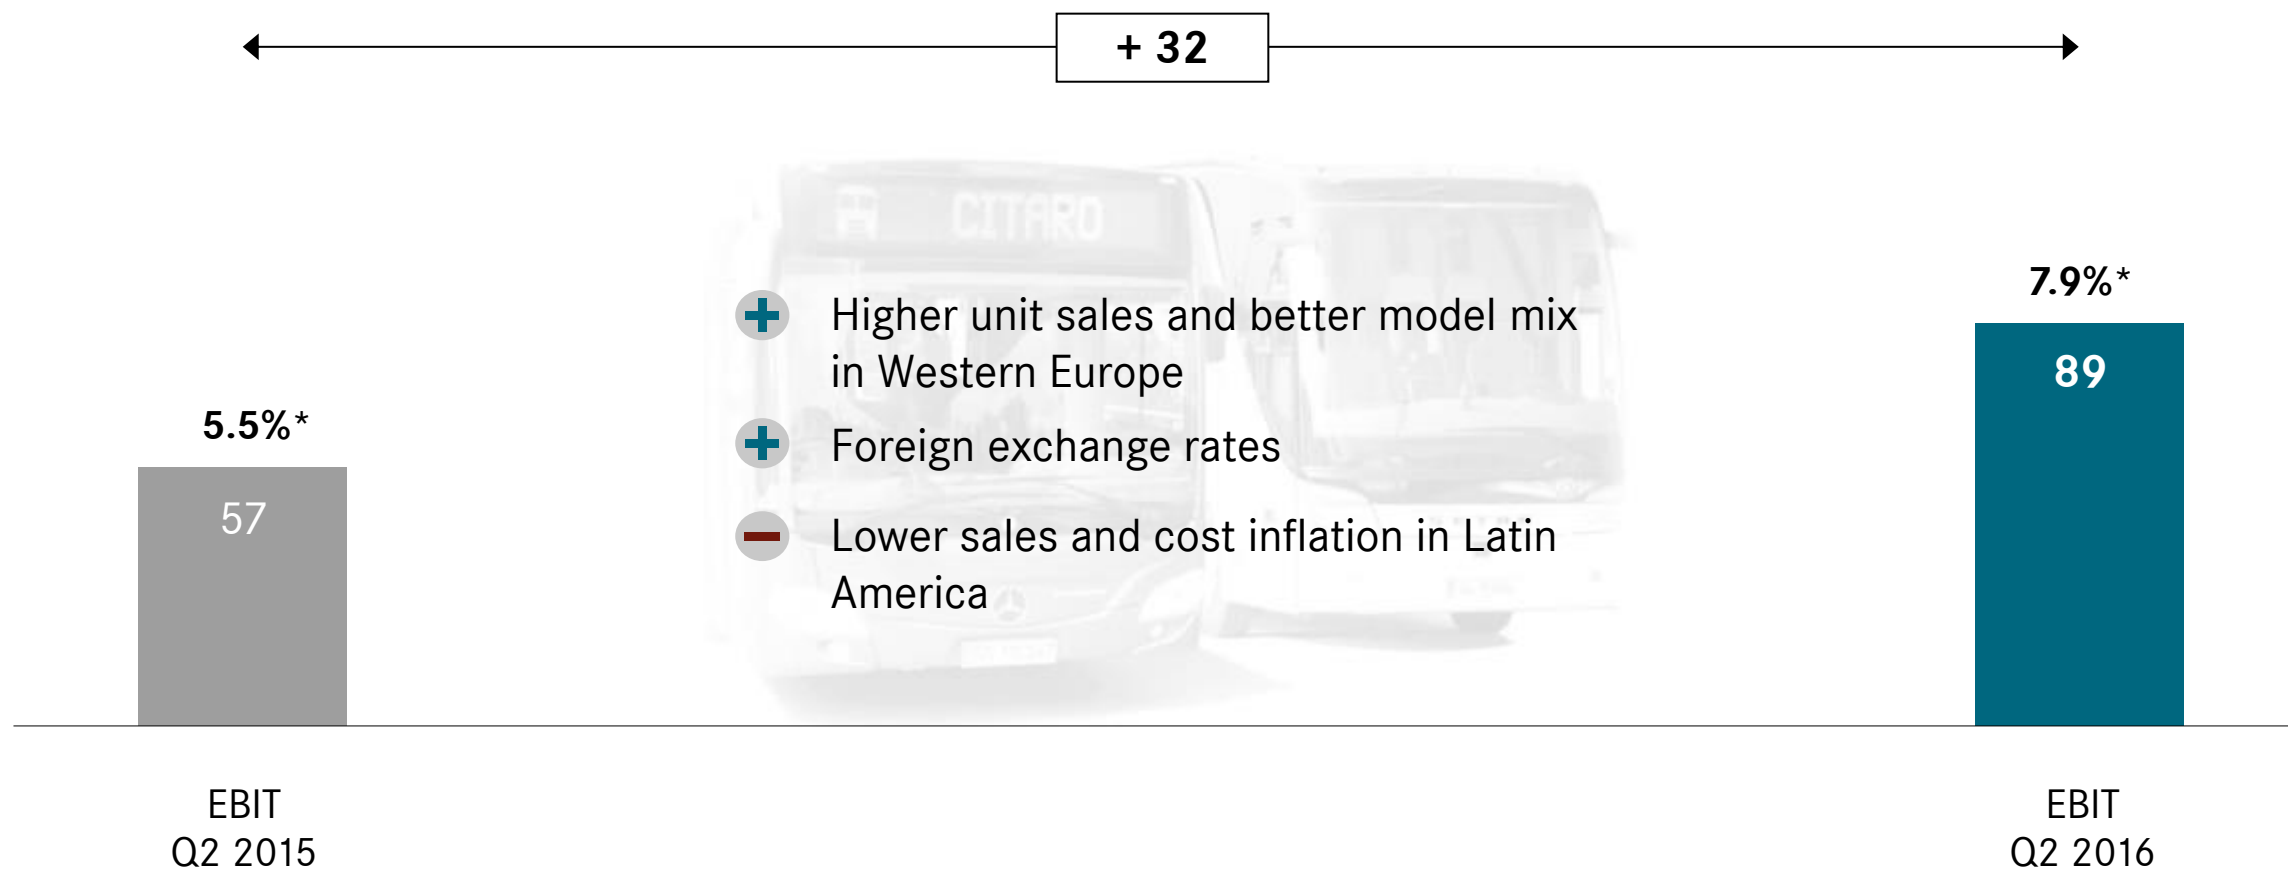 + 32
CITARO
7.9%*
89
5.5%*
57
Higher unit sales and better model mix
in Western Europe
Foreign exchange rates
Lower sales and cost inflation in Latin
America
EBIT
Q2 2015
EBIT
Q2 2016